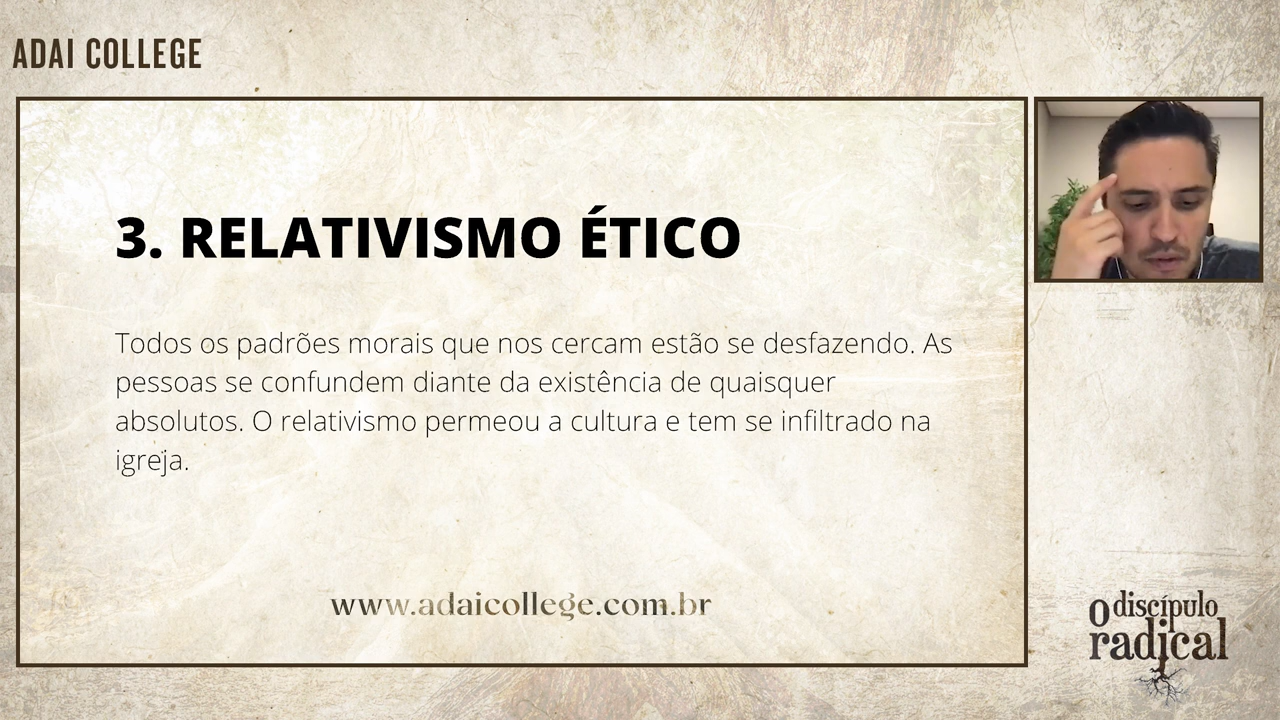 ADAI COLLEGE
3. RELATIVISMO ÉTICO
Todos os padrões morais que nos cercam estão se desfazendo. As
pessoas se confundem diante da existência de quaisquer
absolutos. O relativismo permeou a cultura e tem se infiltrado na
igreja.
www.adaicollege.com.br
o discípulo
radical